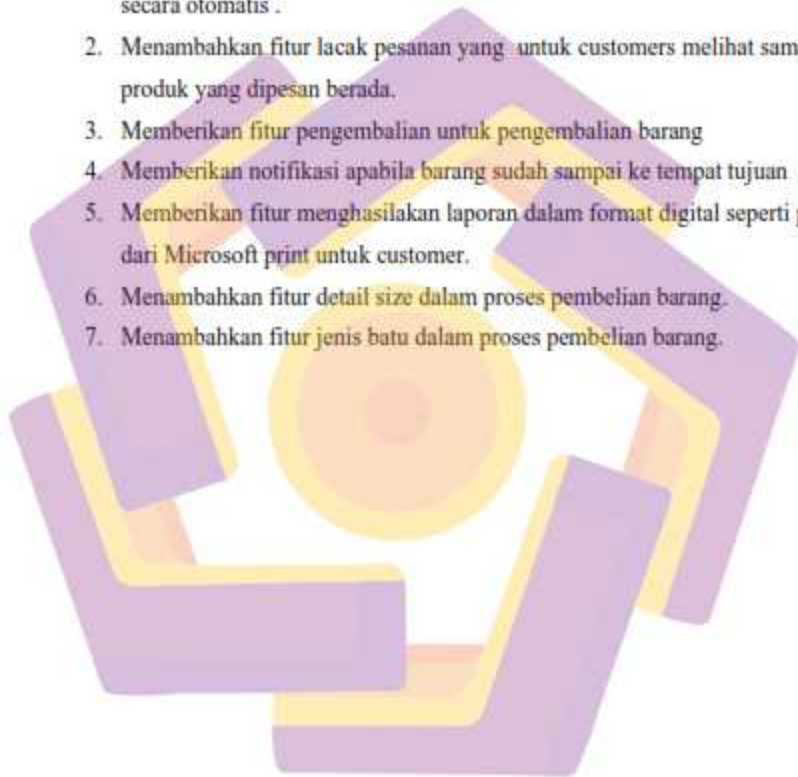 secara otomatis .
2. Menambahkan fitur lacak pesanan yang untuk customers melihat sam
produk yang dipesan berada.
3. Memberikan fitur pengembalian untuk pengembalian barang
4. Memberikan notifikasi apabila barang sudah sampai ke tempat tujuan
5. Memberikan fitur menghasilakan laporan dalam format digital seperti
dari Microsoft print untuk customer.
6. Menambahkan fitur detail size dalam proses pembelian barang.
7. Menambahkan fitur jenis batu dalam proses pembelian barang.